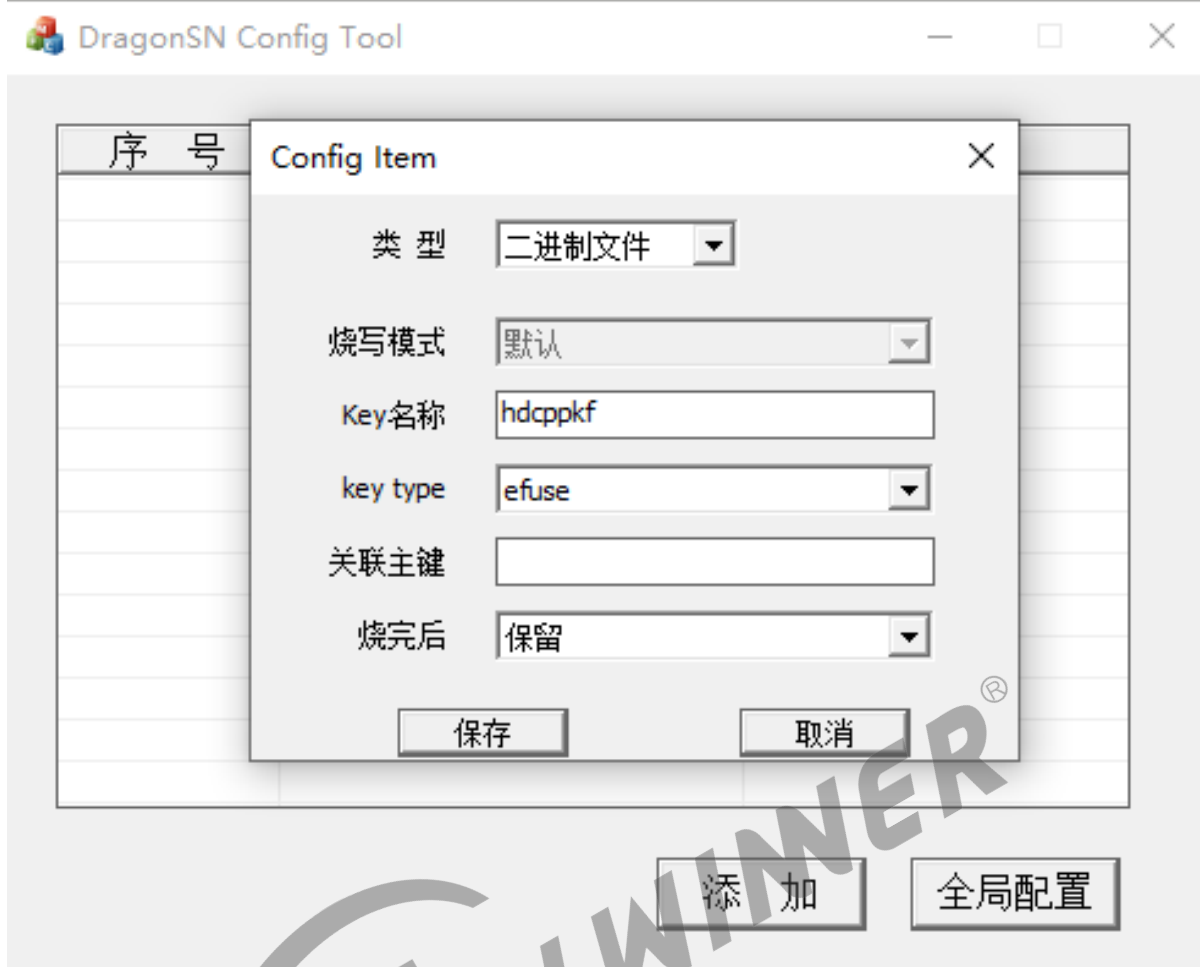 DragonSN Config Tool
序 号
Config Item
类 型
二进制文件
烧写模式
默认
Key名称
hdcppkf
key type
efuse
关联主键
烧完后
保留
保存
取消
添 加
全局配置
LWINNER®